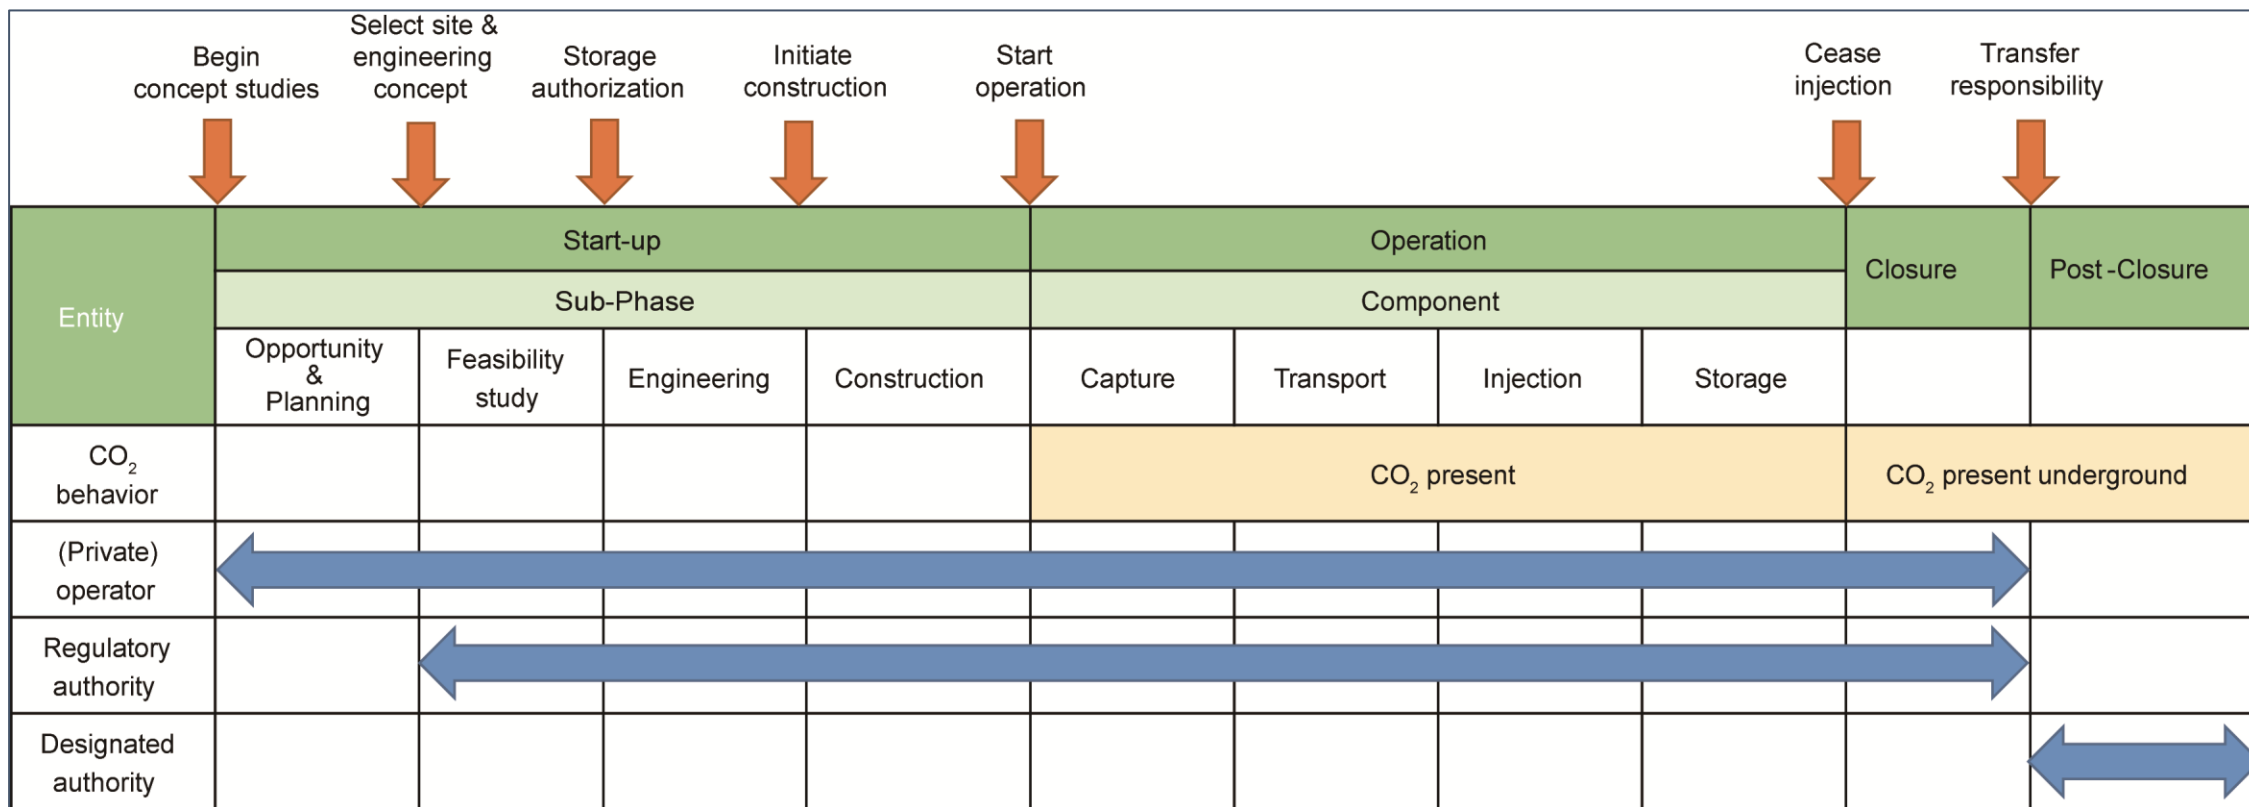 Begin
concept studies
Select site &
engineering
concept
Storage
authorization
Initiate
construction
Start
operation
Cease
injection
Transfer
responsibility
Entity
Start-up
Operation
Closure
Post-Closure
Sub-Phase
Component
Opportunity
&
Planning
Feasibility
study
Engineering
Construction
Capture
Transport
Injection
Storage
CO₂
behavior
CO₂ present
CO₂ present underground
(Private)
operator
Regulatory
authority
Designated
authority